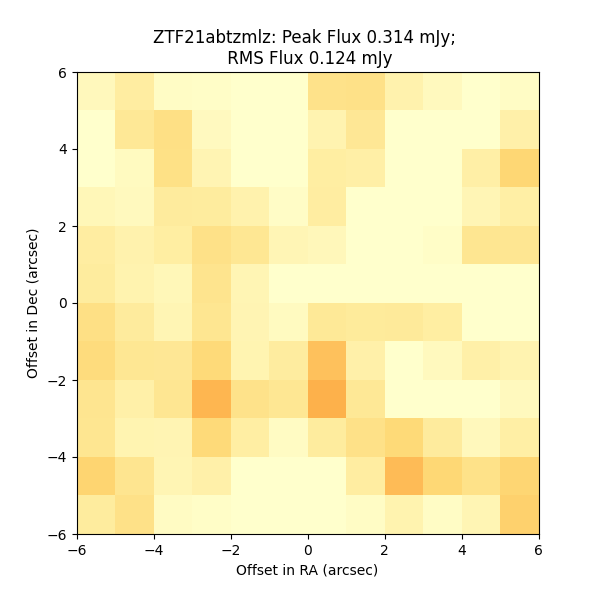 ZTF21abtzmlz: Peak Flux 0.314 mJy;
RMS Flux 0.124 mJy
6
4
2
0
−2
−4
−6
Offset in Dec (arcsec)
−6 −4 −2 0 2 4 6
Offset in RA (arcsec)